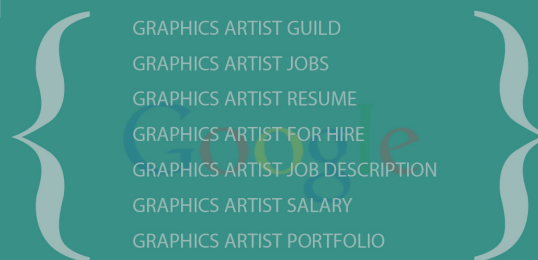 GRAPHICS ARTIST GUILD
GRAPHICS ARTIST JOBS
GRAPHICS ARTIST RESUME
GRAPHICS ARTIST FOR HIRE
Google
GRAPHICS ARTIST JOB DESCRIPTION
GRAPHICS ARTIST SALARY
GRAPHICS ARTIST PORTFOLIO